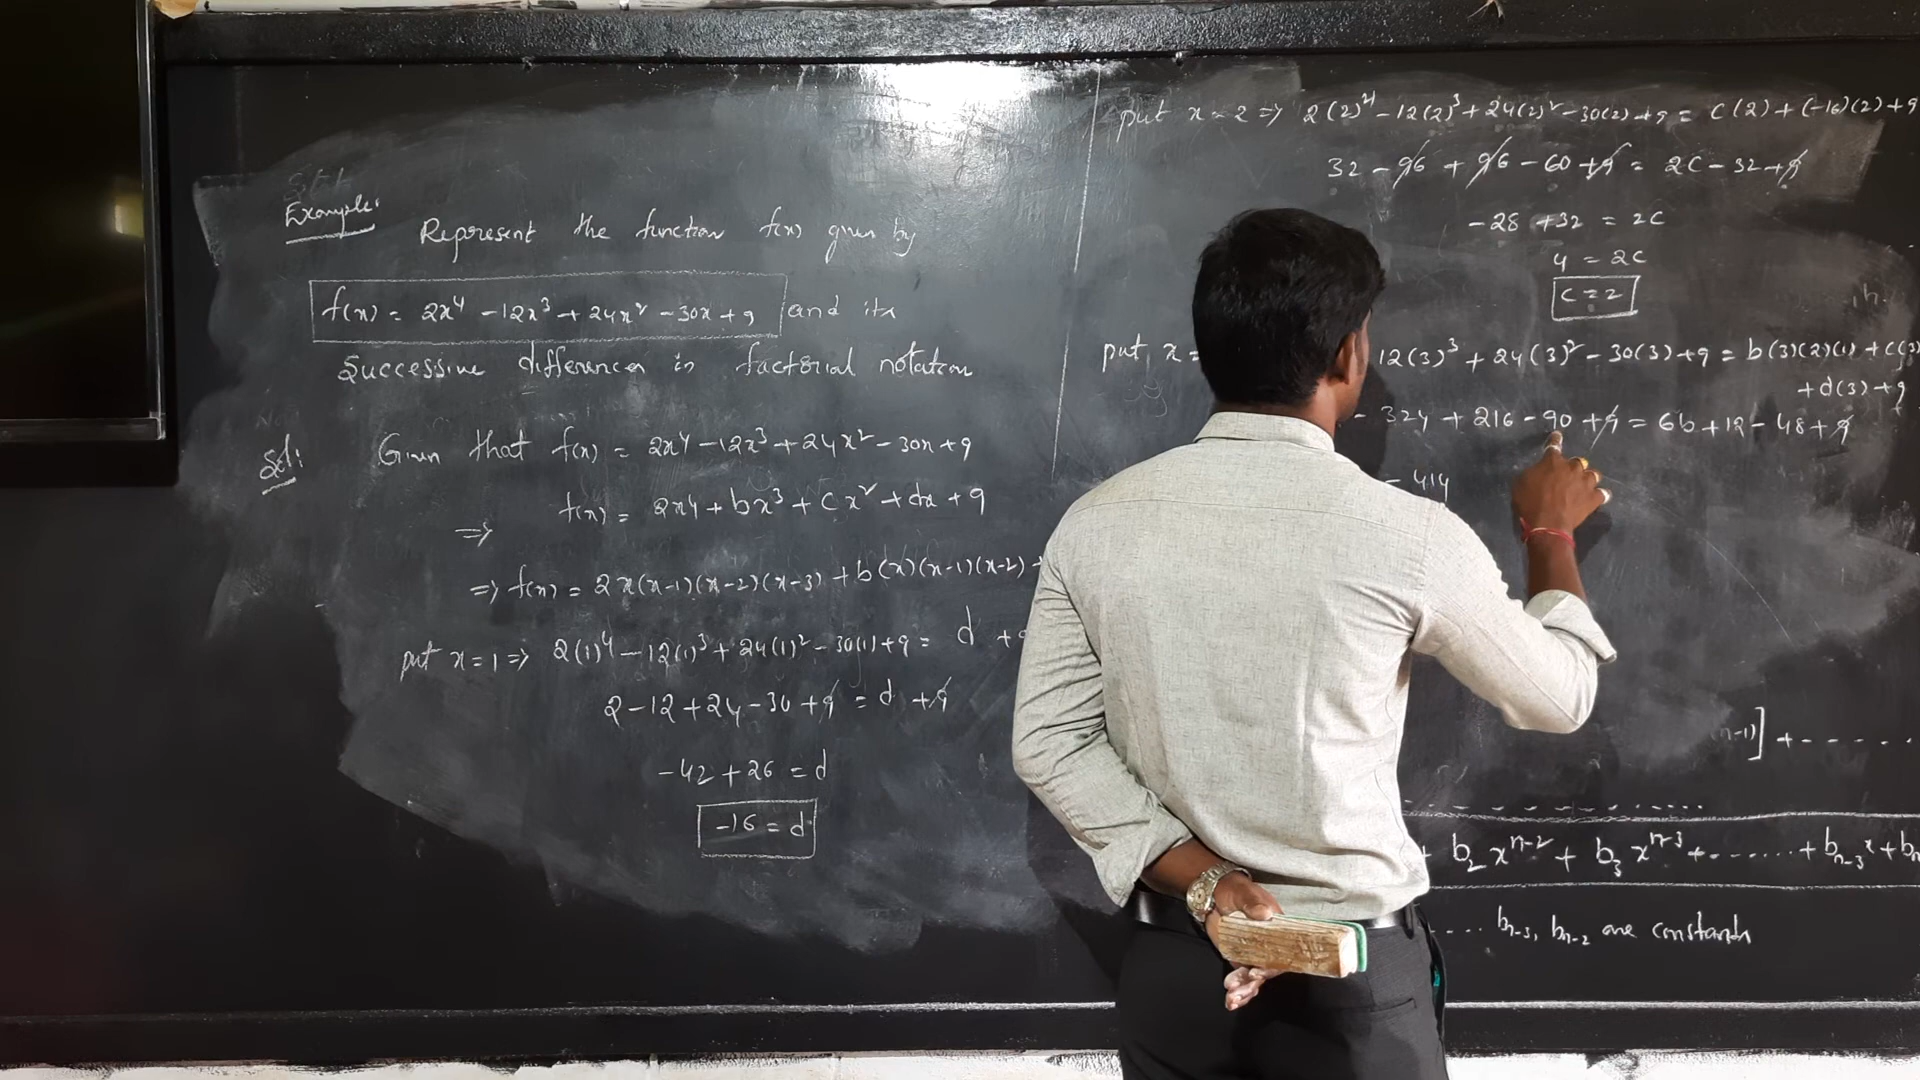 Example:
Represent the function f(x) given by
f(x) = 2x⁴ - 12x³ + 24x² - 30x + 9 and its
Successive differences in factorial notation
Sol: Given that f(x) = 2x⁴ - 12x³ + 24x² - 30x + 9
⇒ f(x) = 2x⁴ + bx³ + cx² + dx + 9
⇒ f(x) = 2x(x-1)(x-2)(x-3) + b(x)(x-1)(x-2)
put x = 1 ⇒ 2(1)⁴ - 12(1)³ + 24(1)² - 30(1) + 9 = d +
2 - 12 + 24 - 30 + 9 = d + 9
-42 + 26 = d
-16 = d
put x = 2 ⇒ 2(2)⁴ - 12(2)³ + 24(2)² - 30(2) + 9 = c(2) + (-16)(2) + 9
32 - 96 + 96 - 60 + 9 = 2c - 32 + 9
-28 + 32 = 2c
4 = 2c
c = 2
put x = 12(3)³ + 24(3)² - 30(3) + 9 = b(3)(2)(1) + c(3)
+ d(3) + 9
- 324 + 216 - 90 + 9 = 6b + 12 - 48 + 9
- 414
(n-1)] + - - - - - .
+ b₂xⁿ⁻² + b₃xⁿ⁻³ + ....... + bₙ₋₃x + bₙ
.... bₙ₋₃, bₙ₋₂ are constants